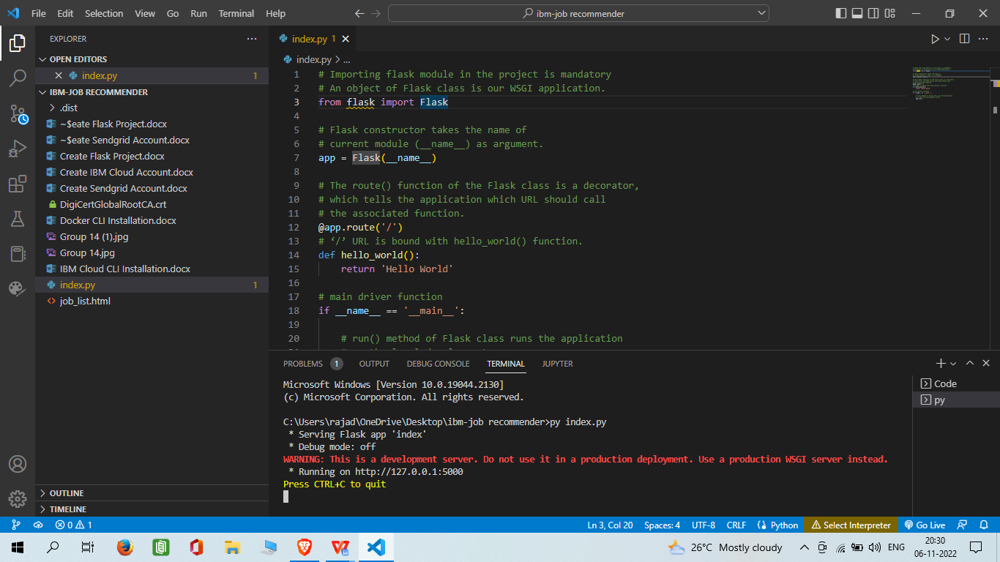 File Edit Selection View Go Run Terminal Help
ibm-job recommender
EXPLORER
OPEN EDITORS
index.py 1
IBM-JOB RECOMMENDER
.dist
~$eate Flask Project.docx
~$eate Sendgrid Account.docx
Create Flask Project.docx
Create IBM Cloud Account.docx
Create Sendgrid Account.docx
DigiCertGlobalRootCA.crt
Docker CLI Installation.docx
Group 14 (1).jpg
Group 14.jpg
IBM Cloud CLI Installation.docx
index.py 1
job_list.html
OUTLINE
TIMELINE
index.py 1
index.py > ...
1 # Importing flask module in the project is mandatory
2 # An object of Flask class is our WSGI application.
3 from flask import Flask
4
5 # Flask constructor takes the name of
6 # current module (__name__) as argument.
7 app = Flask(__name__)
8
9 # The route() function of the Flask class is a decorator,
10 # which tells the application which URL should call
11 # the associated function.
12 @app.route('/')
13 # ‘/’ URL is bound with hello_world() function.
14 def hello_world():
15 return 'Hello World'
16
17 # main driver function
18 if __name__ == '__main__':
19
20 # run() method of Flask class runs the application
PROBLEMS 1 OUTPUT DEBUG CONSOLE TERMINAL JUPYTER
Microsoft Windows [Version 10.0.19044.2130]
(c) Microsoft Corporation. All rights reserved.
C:\Users\rajad\OneDrive\Desktop\ibm-job recommender>py index.py
* Serving Flask app 'index'
* Debug mode: off
WARNING: This is a development server. Do not use it in a production deployment. Use a production WSGI server instead.
* Running on http://127.0.0.1:5000
Press CTRL+C to quit
Code
py
0 1
Ln 3, Col 20 Spaces: 4 UTF-8 CRLF Python Select Interpreter Go Live
26°C Mostly cloudy ENG 20:30
06-11-2022